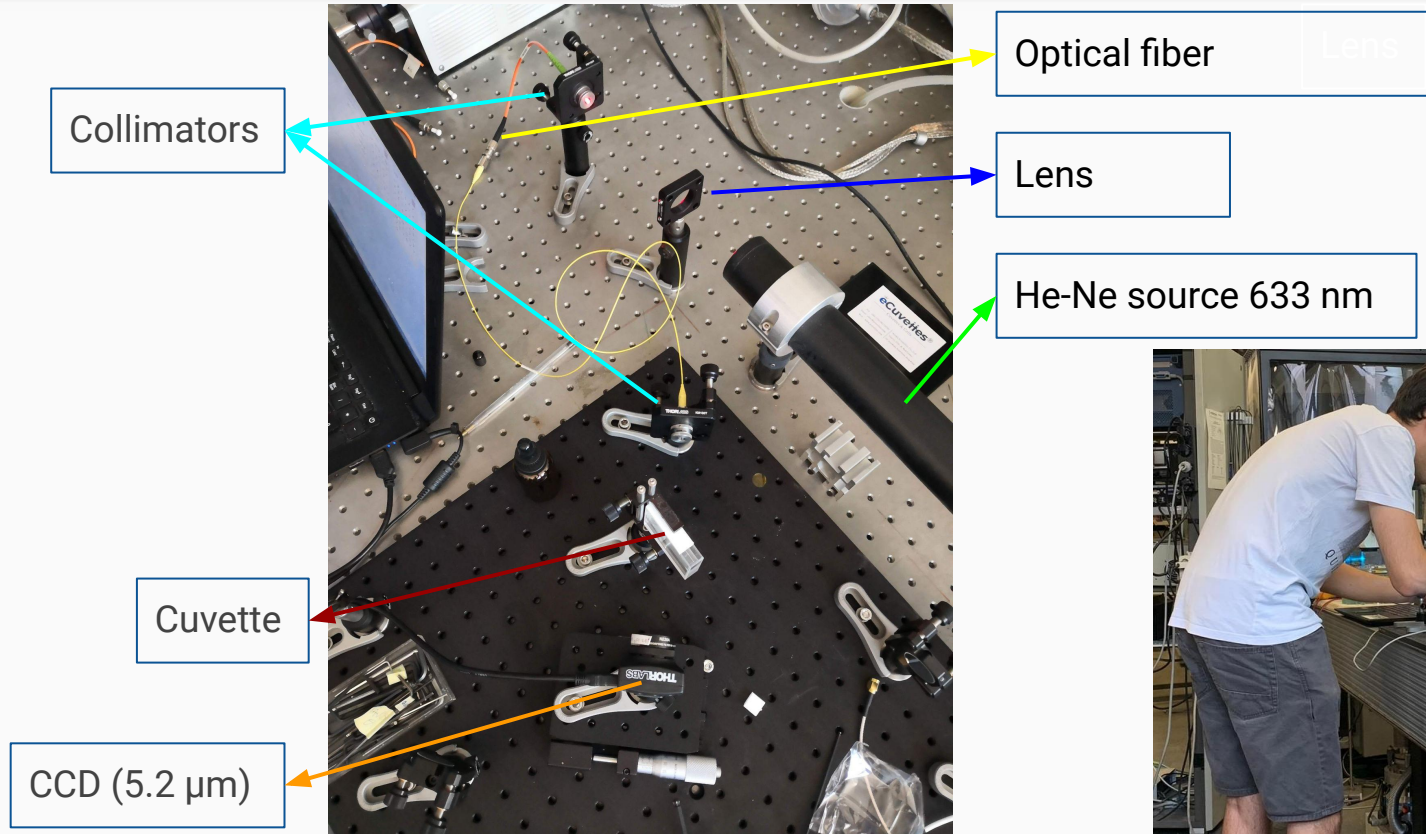 Optical fiber
Lens
Collimators
Lens
He-Ne source 633 nm
eCuvettes
THORLABS
Cuvette
THORLABS
CCD (5.2 µm)